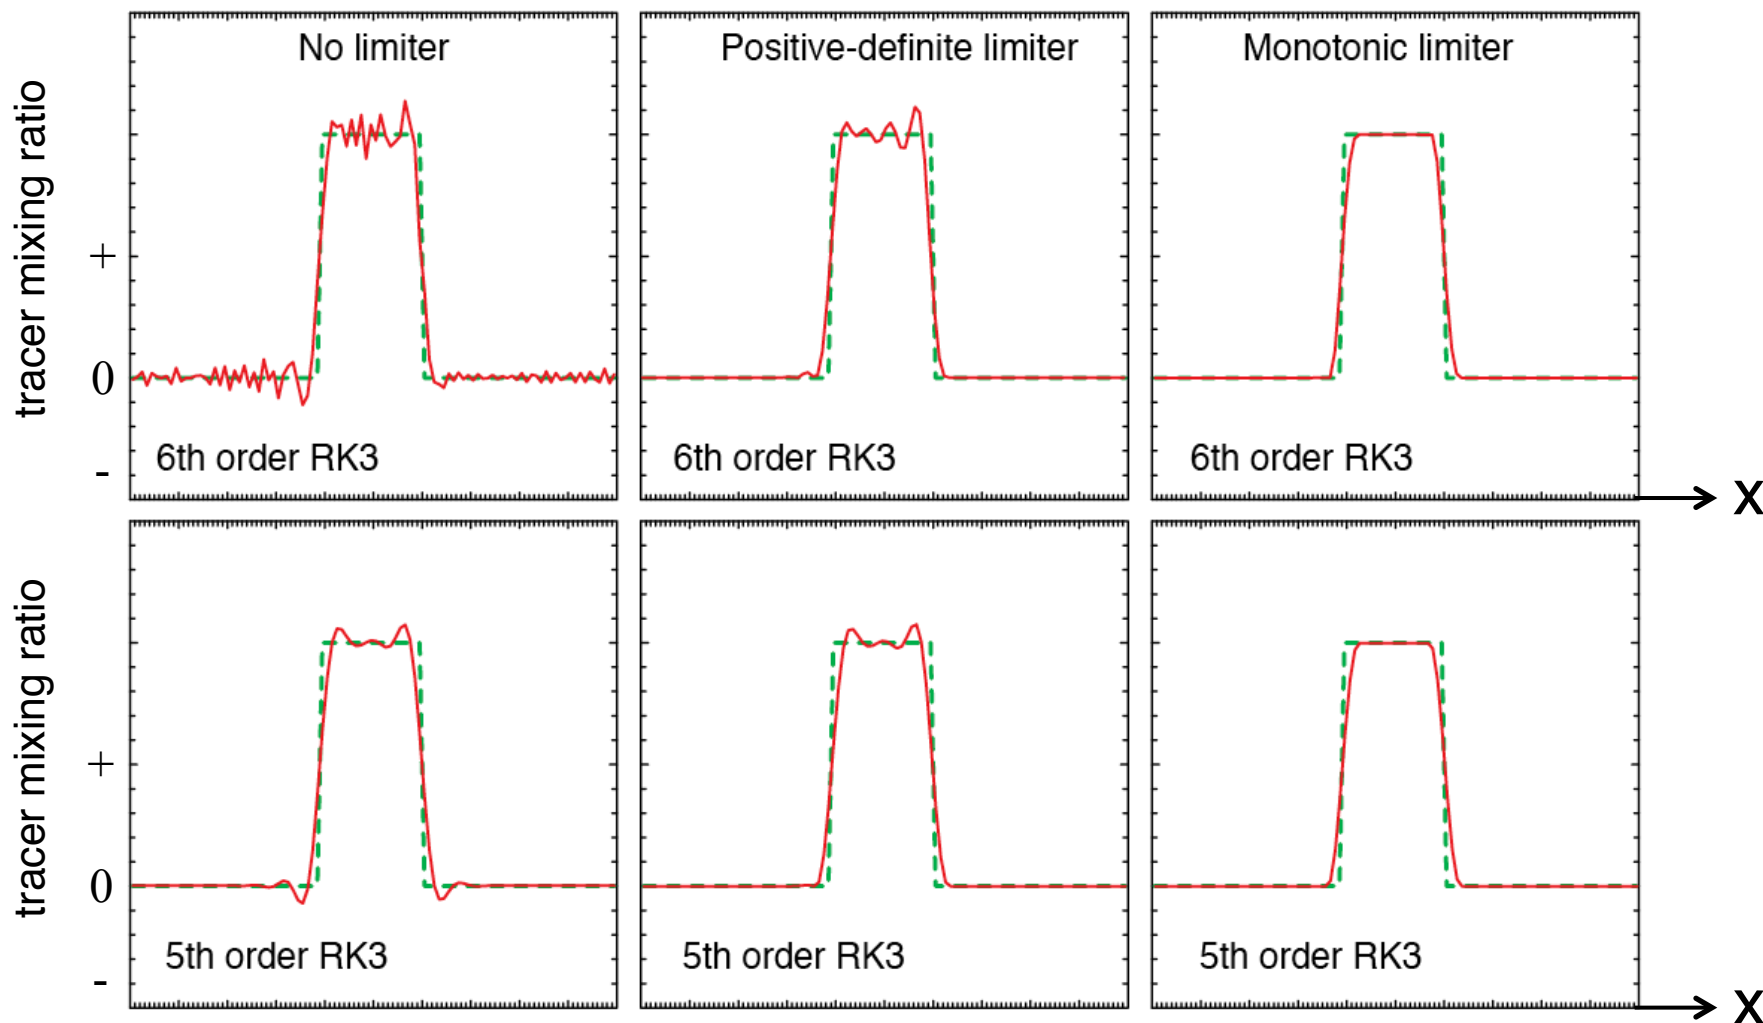 No limiter
Positive-definite limiter
Monotonic limiter
tracer mixing ratio
+
0
-
6th order RK3
6th order RK3
6th order RK3
X
tracer mixing ratio
+
0
-
5th order RK3
5th order RK3
5th order RK3
X